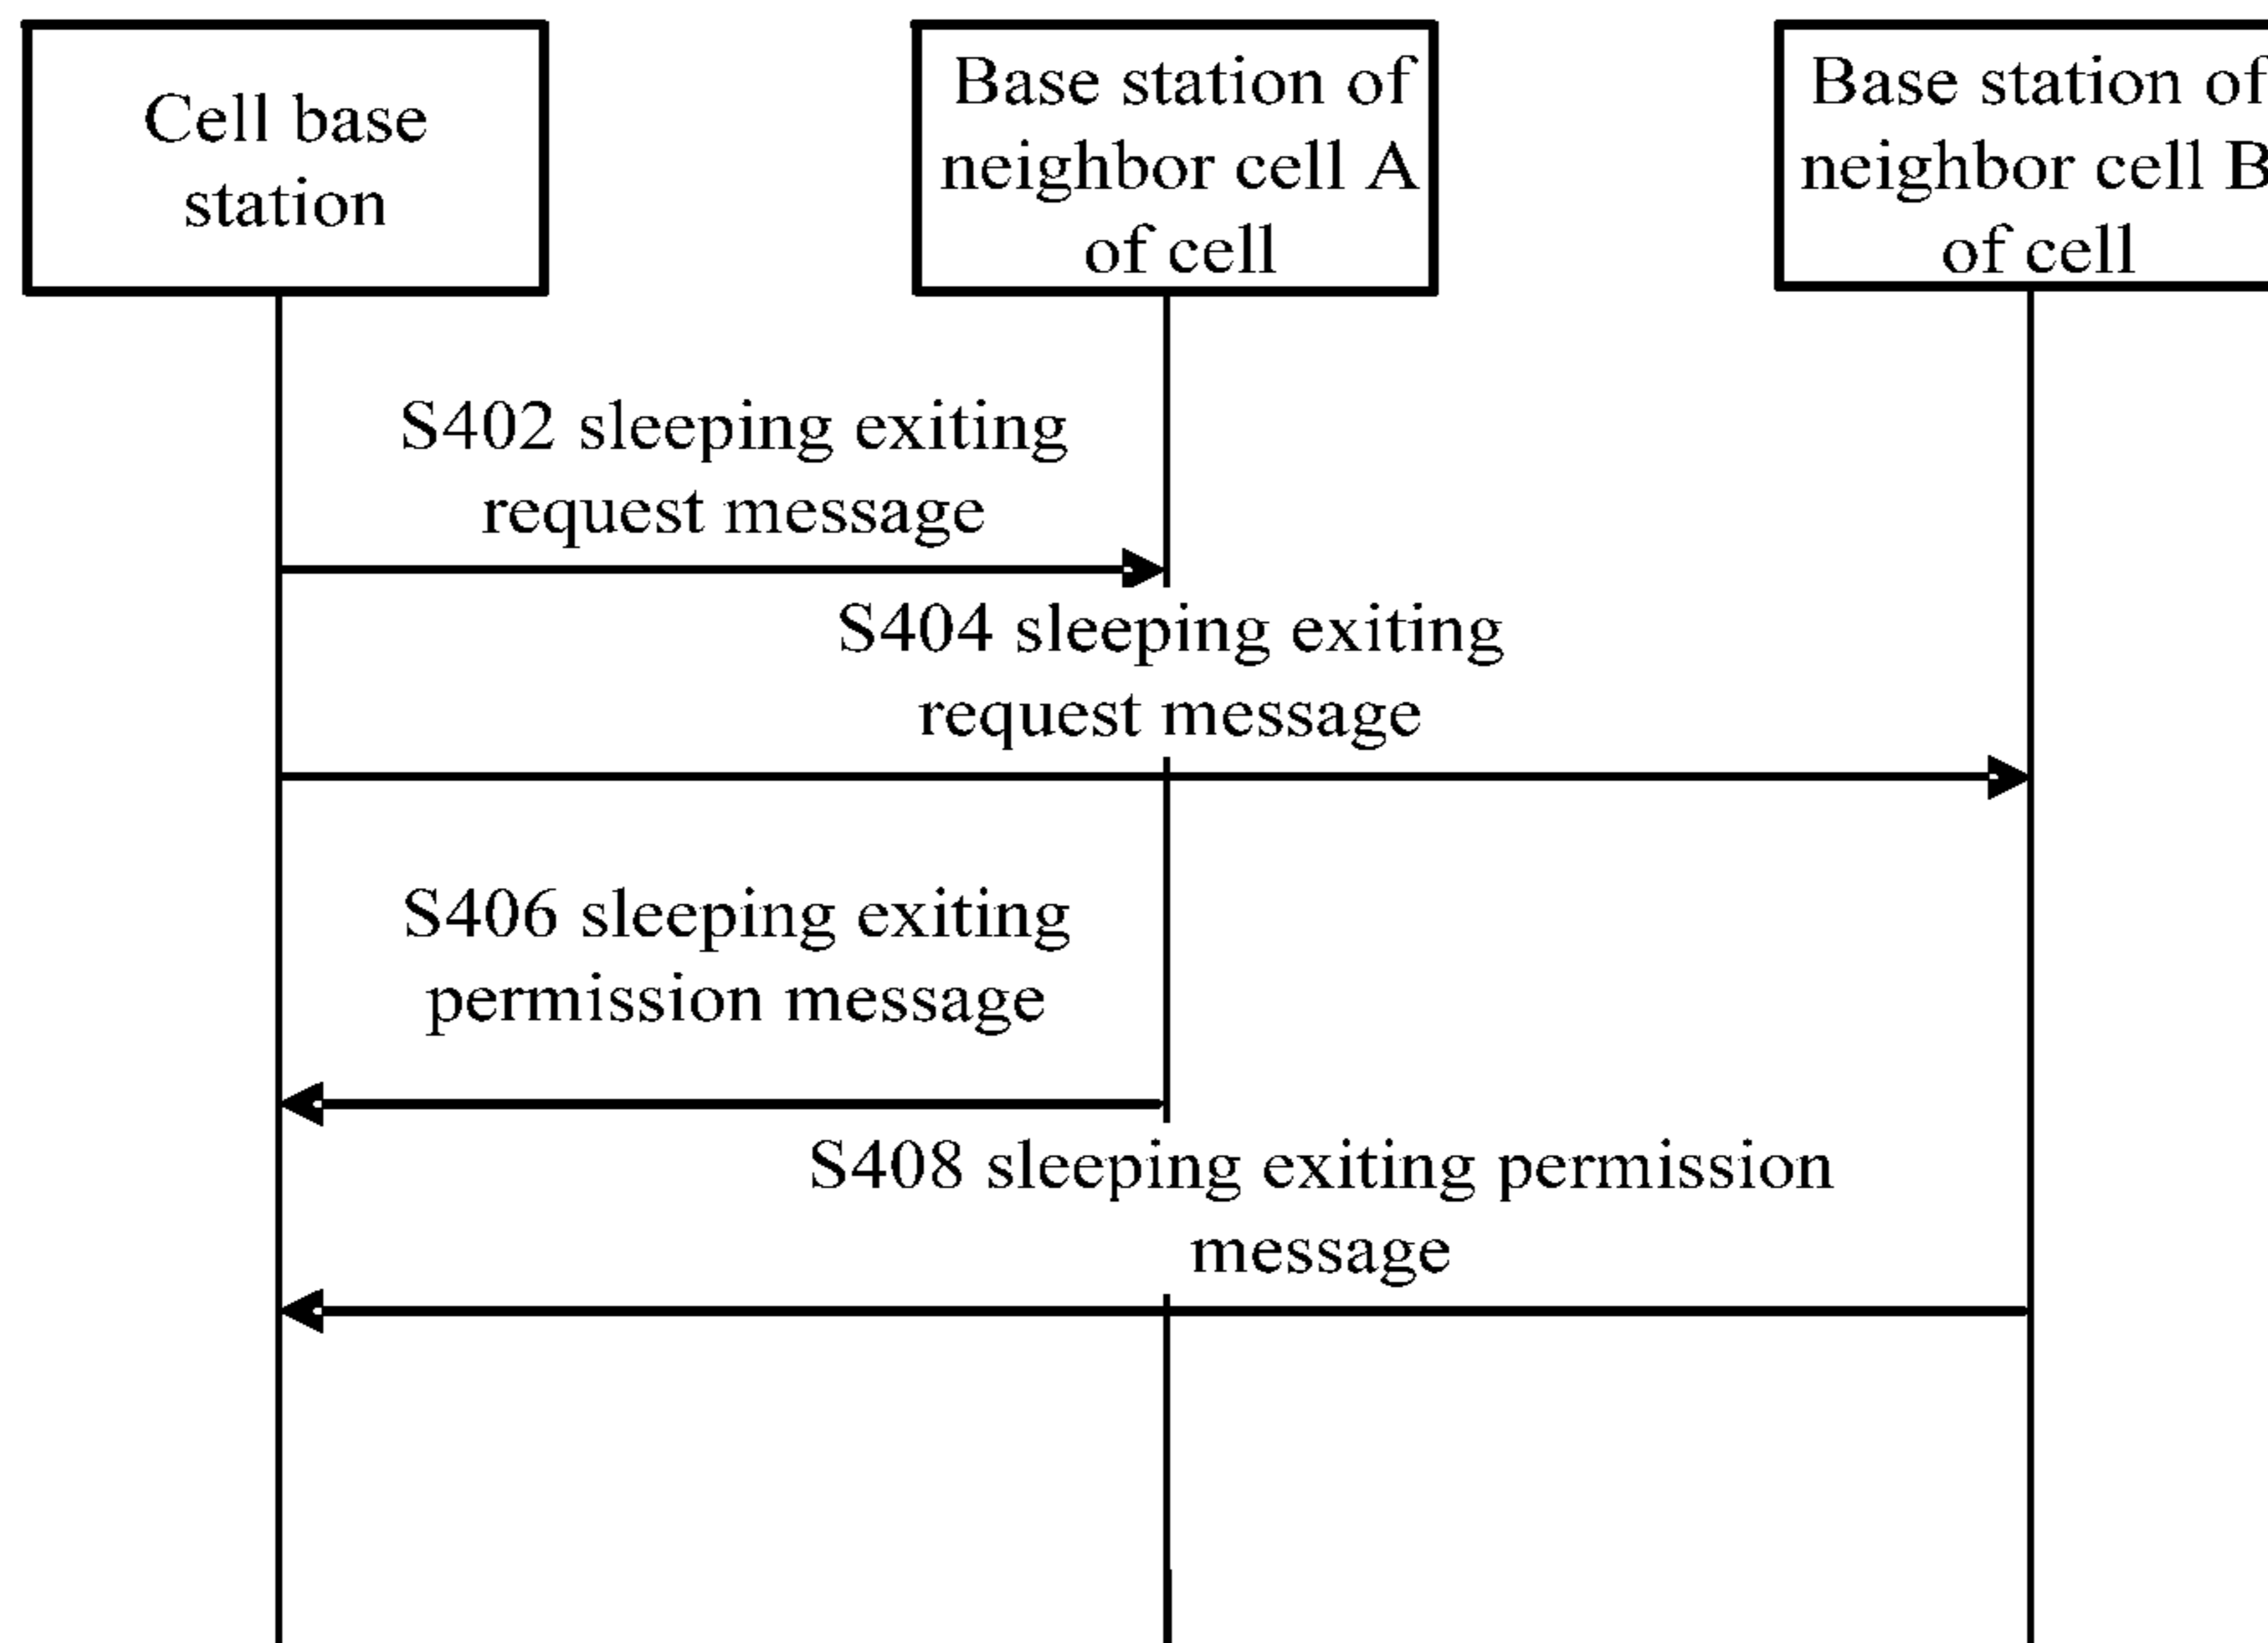 Cell base
station
Base station of
neighbor cell A
of cell
Base station of
neighbor cell B
of cell
S402 sleeping exiting
request message
S404 sleeping exiting
request message
S406 sleeping exiting
permission message
S408 sleeping exiting permission
message